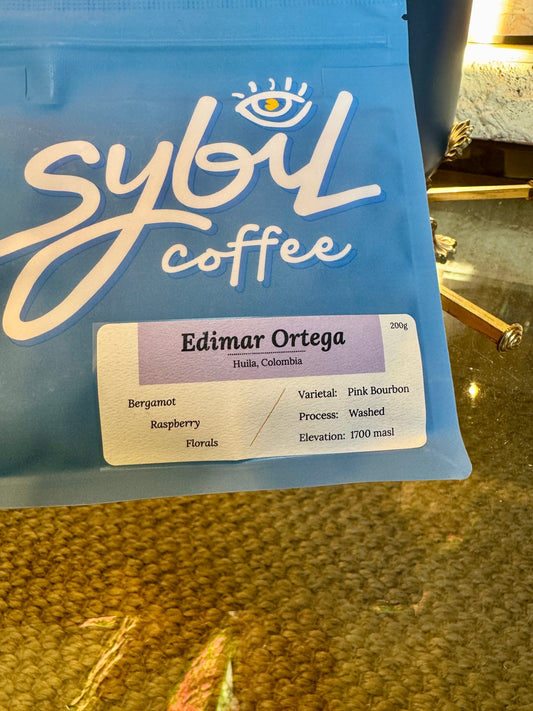 sybil
coffee
200g
Edimar Ortega
Huila, Colombia
Bergamot
Raspberry
Florals
Varietal: Pink Bourbon
Process: Washed
Elevation: 1700 masl